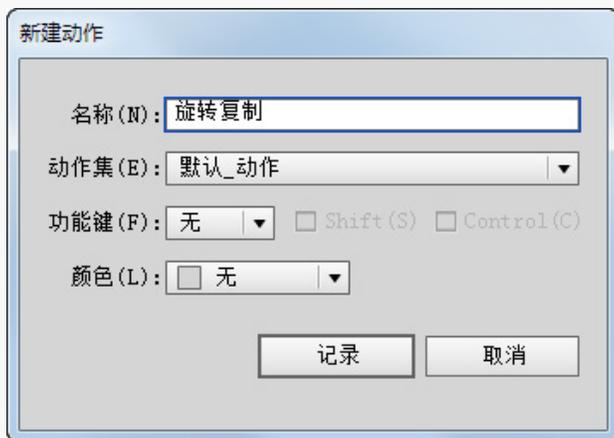 新建动作
名称(N): 旋转复制
动作集(E): 默认_动作
功能键(F): 无 Shift(S) Control(C)
颜色(L): 无
记录 取消